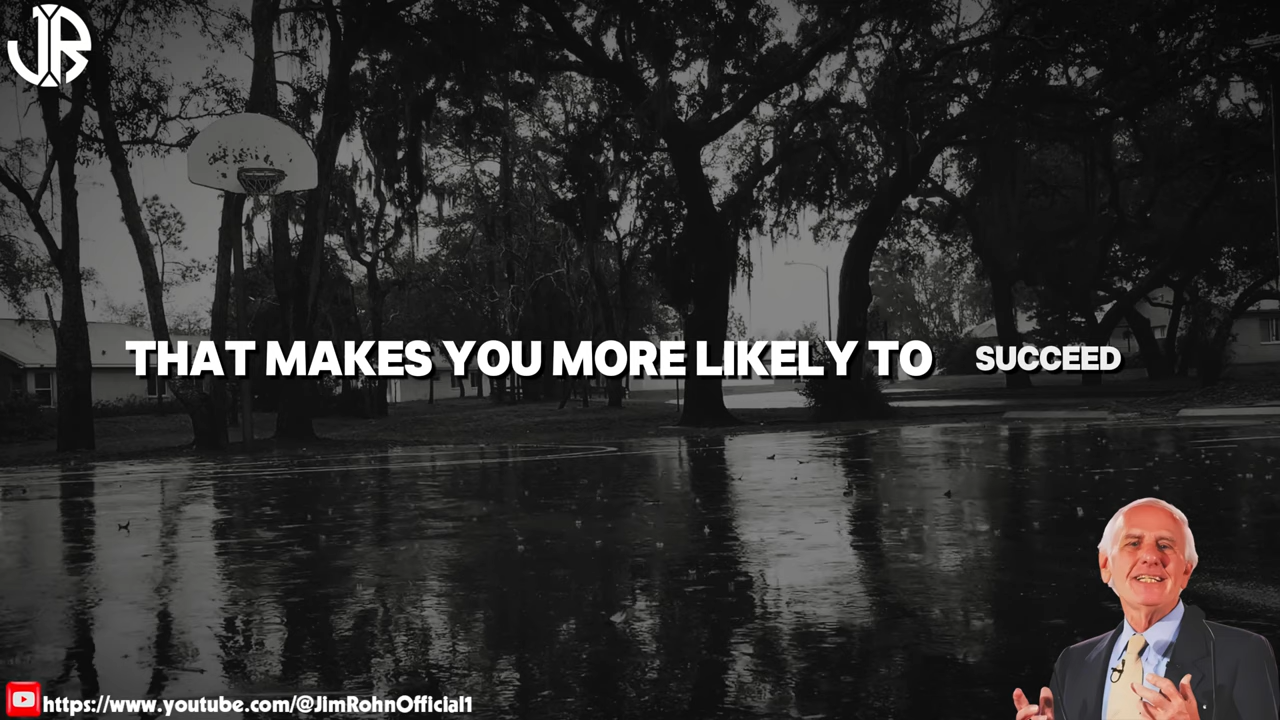 JR
THAT MAKES YOU MORE LIKELY TO SUCCEED
https://www.youtube.com/@JimRohnOfficial1